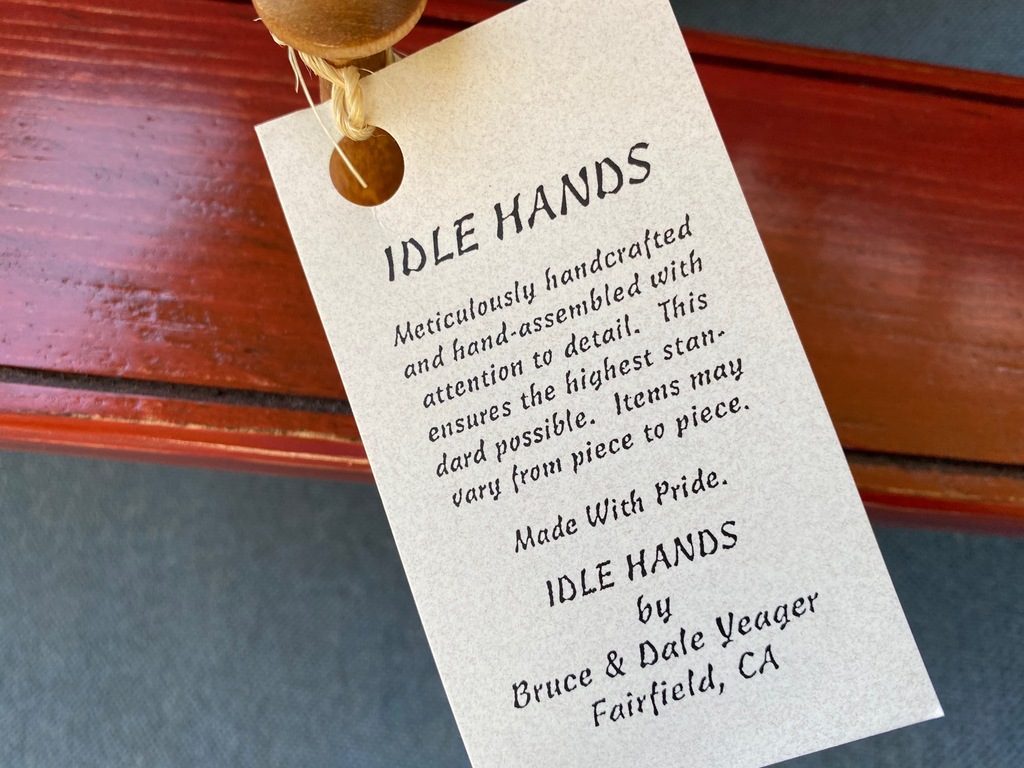 IDLE HANDS
Meticulously handcrafted
and hand-assembled with
attention to detail. This
ensures the highest stan-
dard possible. Items may
vary from piece to piece.
Made With Pride.
IDLE HANDS
by
Bruce & Dale Yeager
Fairfield, CA